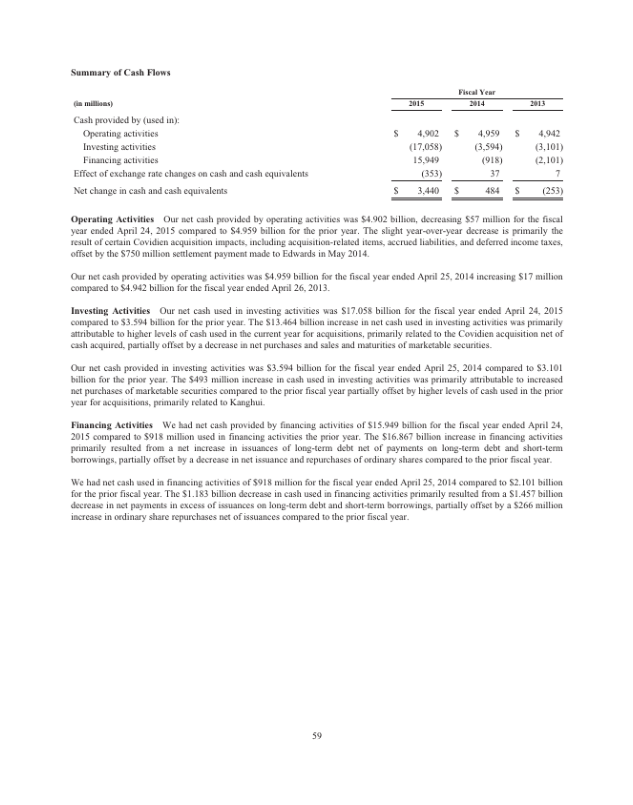 Summary of Cash Flows
Fiscal Year
(in millions) 2015 2014 2013
Cash provided by (used in):
Operating activities $ 4,902 $ 4,959 $ 4,942
Investing activities (17,058) (3,594) (3,101)
Financing activities 15,949 (918) (2,101)
Effect of exchange rate changes on cash and cash equivalents (353) 37 7
Net change in cash and cash equivalents $ 3,440 $ 484 $ (253)
Operating Activities Our net cash provided by operating activities was $4.902 billion, decreasing $57 million for the fiscal
year ended April 24, 2015 compared to $4.959 billion for the prior year. The slight year-over-year decrease is primarily the
result of certain Covidien acquisition impacts, including acquisition-related items, accrued liabilities, and deferred income taxes,
offset by the $750 million settlement payment made to Edwards in May 2014.
Our net cash provided by operating activities was $4.959 billion for the fiscal year ended April 25, 2014 increasing $17 million
compared to $4.942 billion for the fiscal year ended April 26, 2013.
Investing Activities Our net cash used in investing activities was $17.058 billion for the fiscal year ended April 24, 2015
compared to $3.594 billion for the prior year. The $13.464 billion increase in net cash used in investing activities was primarily
attributable to higher levels of cash used in the current year for acquisitions, primarily related to the Covidien acquisition net of
cash acquired, partially offset by a decrease in net purchases and sales and maturities of marketable securities.
Our net cash provided in investing activities was $3.594 billion for the fiscal year ended April 25, 2014 compared to $3.101
billion for the prior year. The $493 million increase in cash used in investing activities was primarily attributable to increased
net purchases of marketable securities compared to the prior fiscal year partially offset by higher levels of cash used in the prior
year for acquisitions, primarily related to Kanghui.
Financing Activities We had net cash provided by financing activities of $15.949 billion for the fiscal year ended April 24,
2015 compared to $918 million used in financing activities the prior year. The $16.867 billion increase in financing activities
primarily resulted from a net increase in issuances of long-term debt net of payments on long-term debt and short-term
borrowings, partially offset by a decrease in net issuance and repurchases of ordinary shares compared to the prior fiscal year.
We had net cash used in financing activities of $918 million for the fiscal year ended April 25, 2014 compared to $2.101 billion
for the prior fiscal year. The $1.183 billion decrease in cash used in financing activities primarily resulted from a $1.457 billion
decrease in net payments in excess of issuances on long-term debt and short-term borrowings, partially offset by a $266 million
increase in ordinary share repurchases net of issuances compared to the prior fiscal year.
59